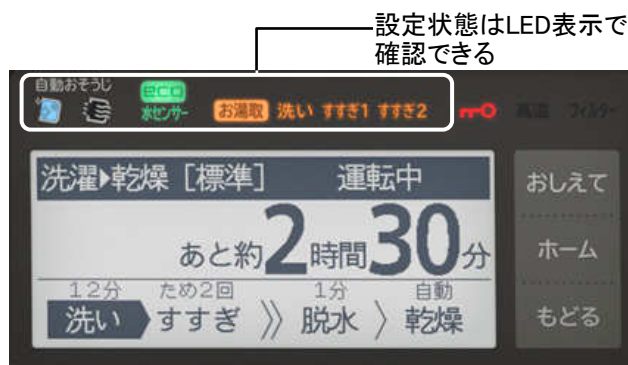 設定状態はLED表示で
確認できる
自動おそうじ
eco
水センサー
お湯取 洗い すすぎ1 すすぎ2
高温 フィルター
洗濯▶乾燥［標準］ 運転中
あと約2時間30分
12分 ため2回 1分 自動
洗い すすぎ 》 脱水 〉 乾燥
おしえて
ホーム
もどる